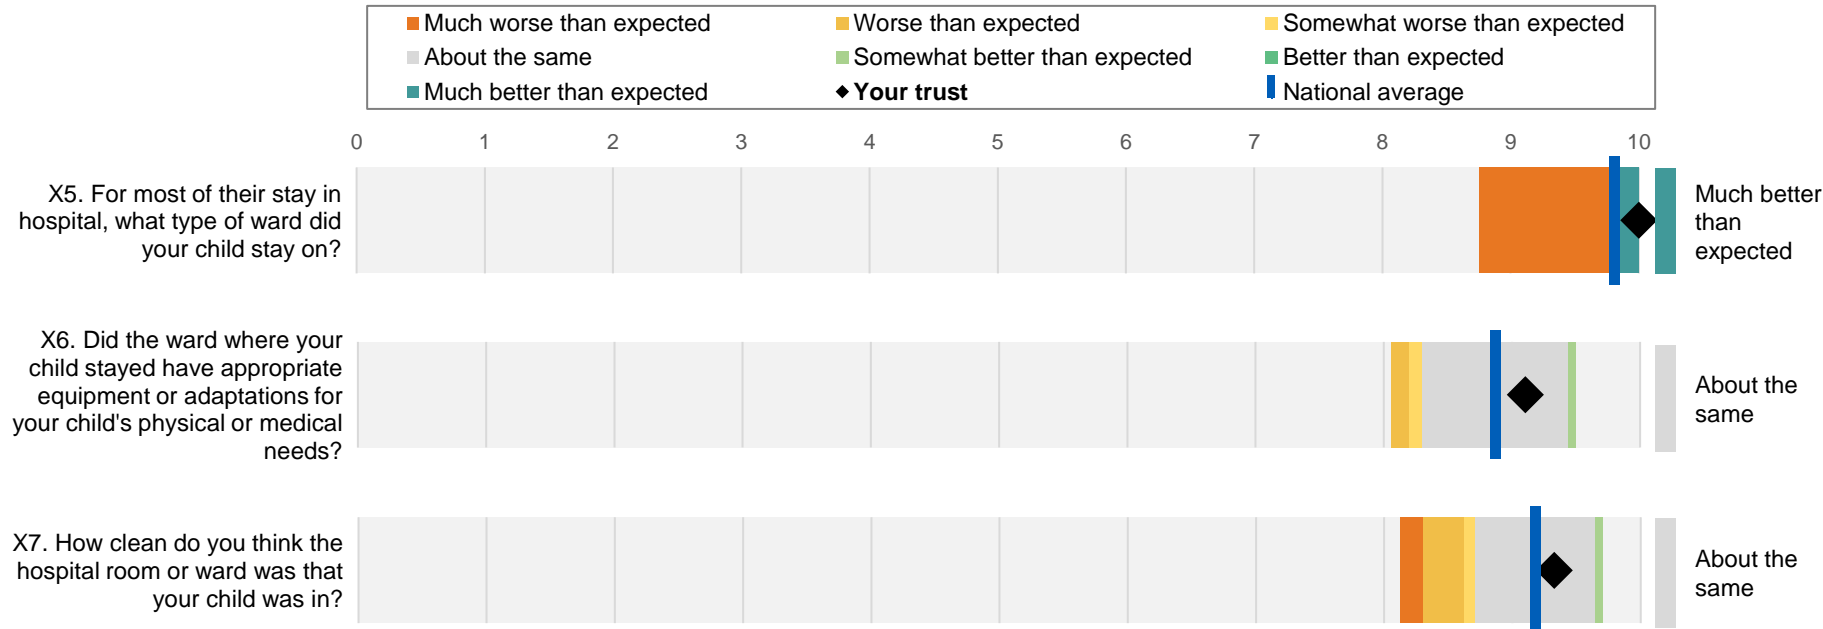 Much worse than expected
Worse than expected
Somewhat worse than expected
About the same
Somewhat better than expected
Better than expected
Much better than expected
Your trust
National average
0 1 2 3 4 5 6 7 8 9 10
X5. For most of their stay in
hospital, what type of ward did
your child stay on?
Much better
than
expected
X6. Did the ward where your
child stayed have appropriate
equipment or adaptations for
your child's physical or medical
needs?
About the
same
X7. How clean do you think the
hospital room or ward was that
your child was in?
About the
same